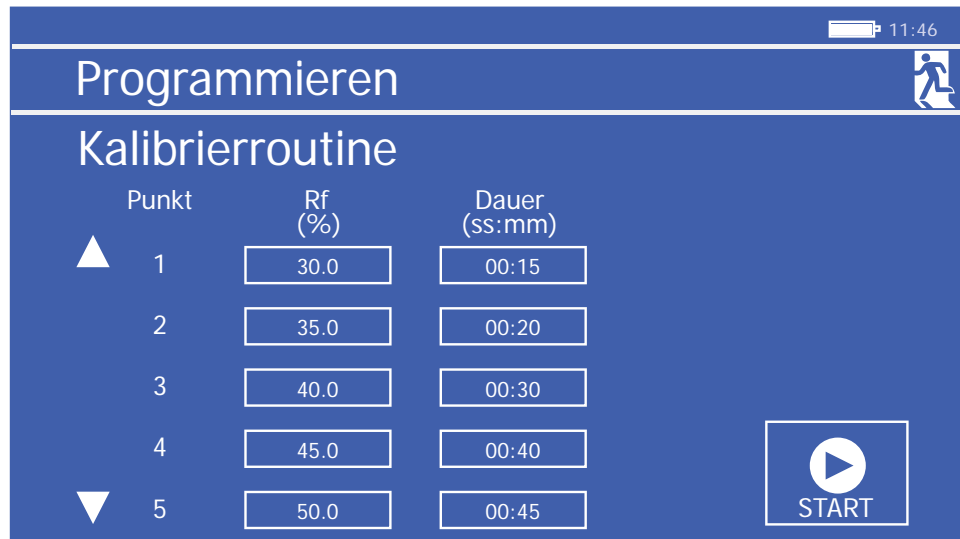 11:46
Programmieren
Kalibrierroutine
Punkt Rf Dauer
(%) (ss:mm)
1 30.0 00:15
2 35.0 00:20
3 40.0 00:30
4 45.0 00:40
5 50.0 00:45
START